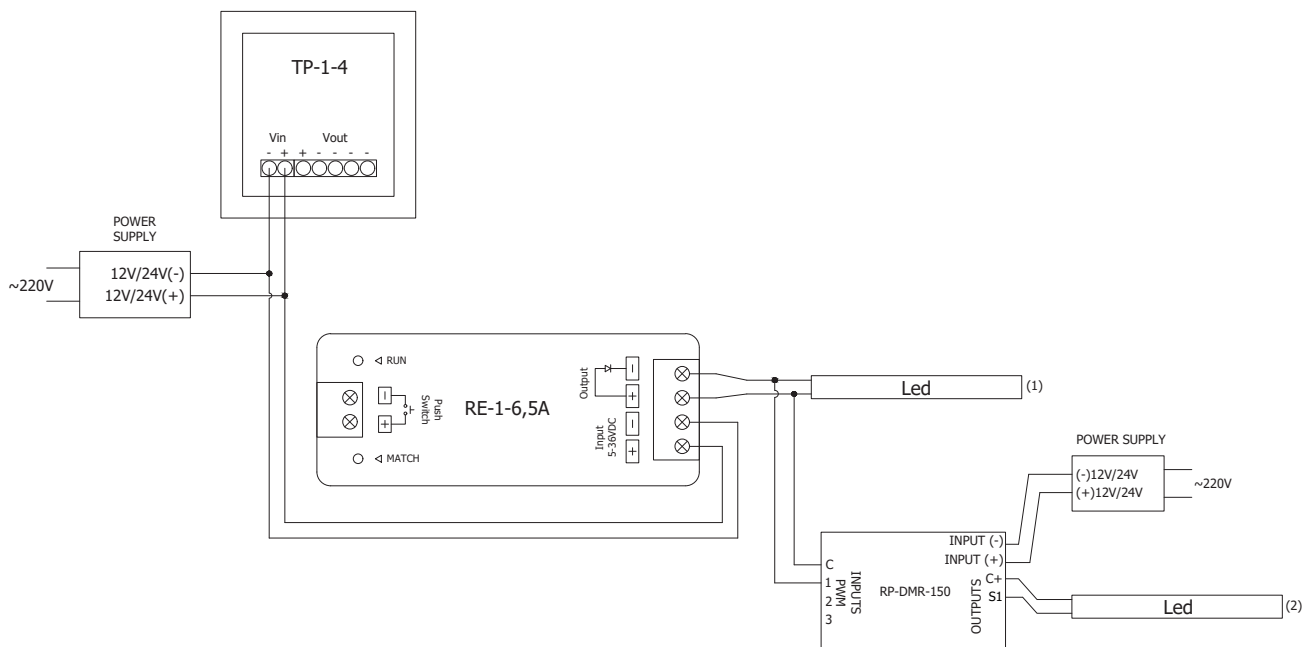 TP-1-4
Vin Vout
- + + - - - -
POWER
SUPPLY
~220V
12V/24V(-)
12V/24V(+)
RUN
Push
Switch
-
+
MATCH
RE-1-6,5A
Output
-
+
Input
5-36VDC
-
+
Led (1)
POWER SUPPLY
(-)12V/24V
(+)12V/24V
~220V
INPUT (-)
INPUT (+)
C
1
2
3
INPUTS
PWM
RP-DMR-150
OUTPUTS
C+
S1
Led (2)